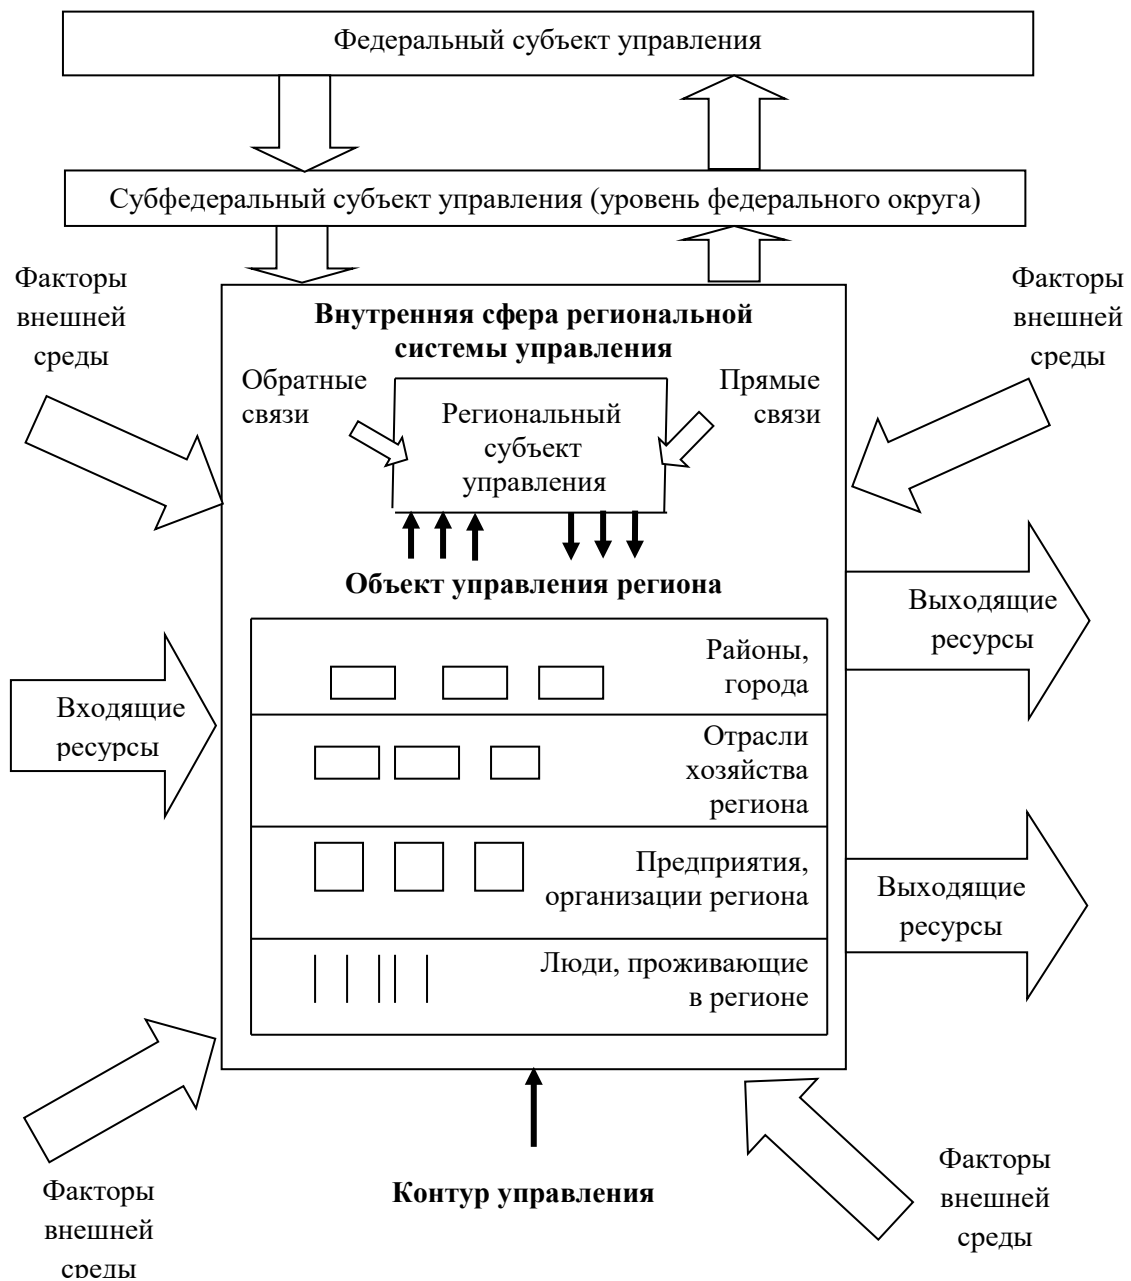 Федеральный субъект управления
Субфедеральный субъект управления (уровень федерального округа)
Факторы
внешней
среды
Факторы
внешней
среды
Внутренняя сфера региональной
системы управления
Обратные
связи
Прямые
связи
Региональный
субъект
управления
Объект управления региона
Районы,
города
Отрасли
хозяйства
региона
Предприятия,
организации региона
Люди, проживающие
в регионе
Входящие
ресурсы
Выходящие
ресурсы
Выходящие
ресурсы
Контур управления
Факторы
внешней
среды
Факторы
внешней
среды